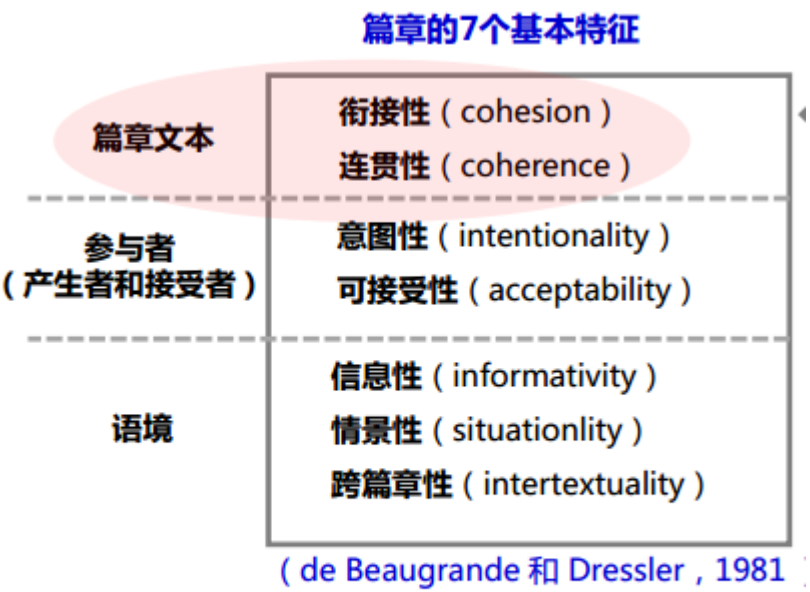 篇章的7个基本特征
篇章文本
衔接性（cohesion）
连贯性（coherence）
参与者
（产生者和接受者）
意图性（intentionality）
可接受性（acceptability）
语境
信息性（informativity）
情景性（situationlity）
跨篇章性（intertextuality）
（de Beaugrande 和 Dressler，1981）